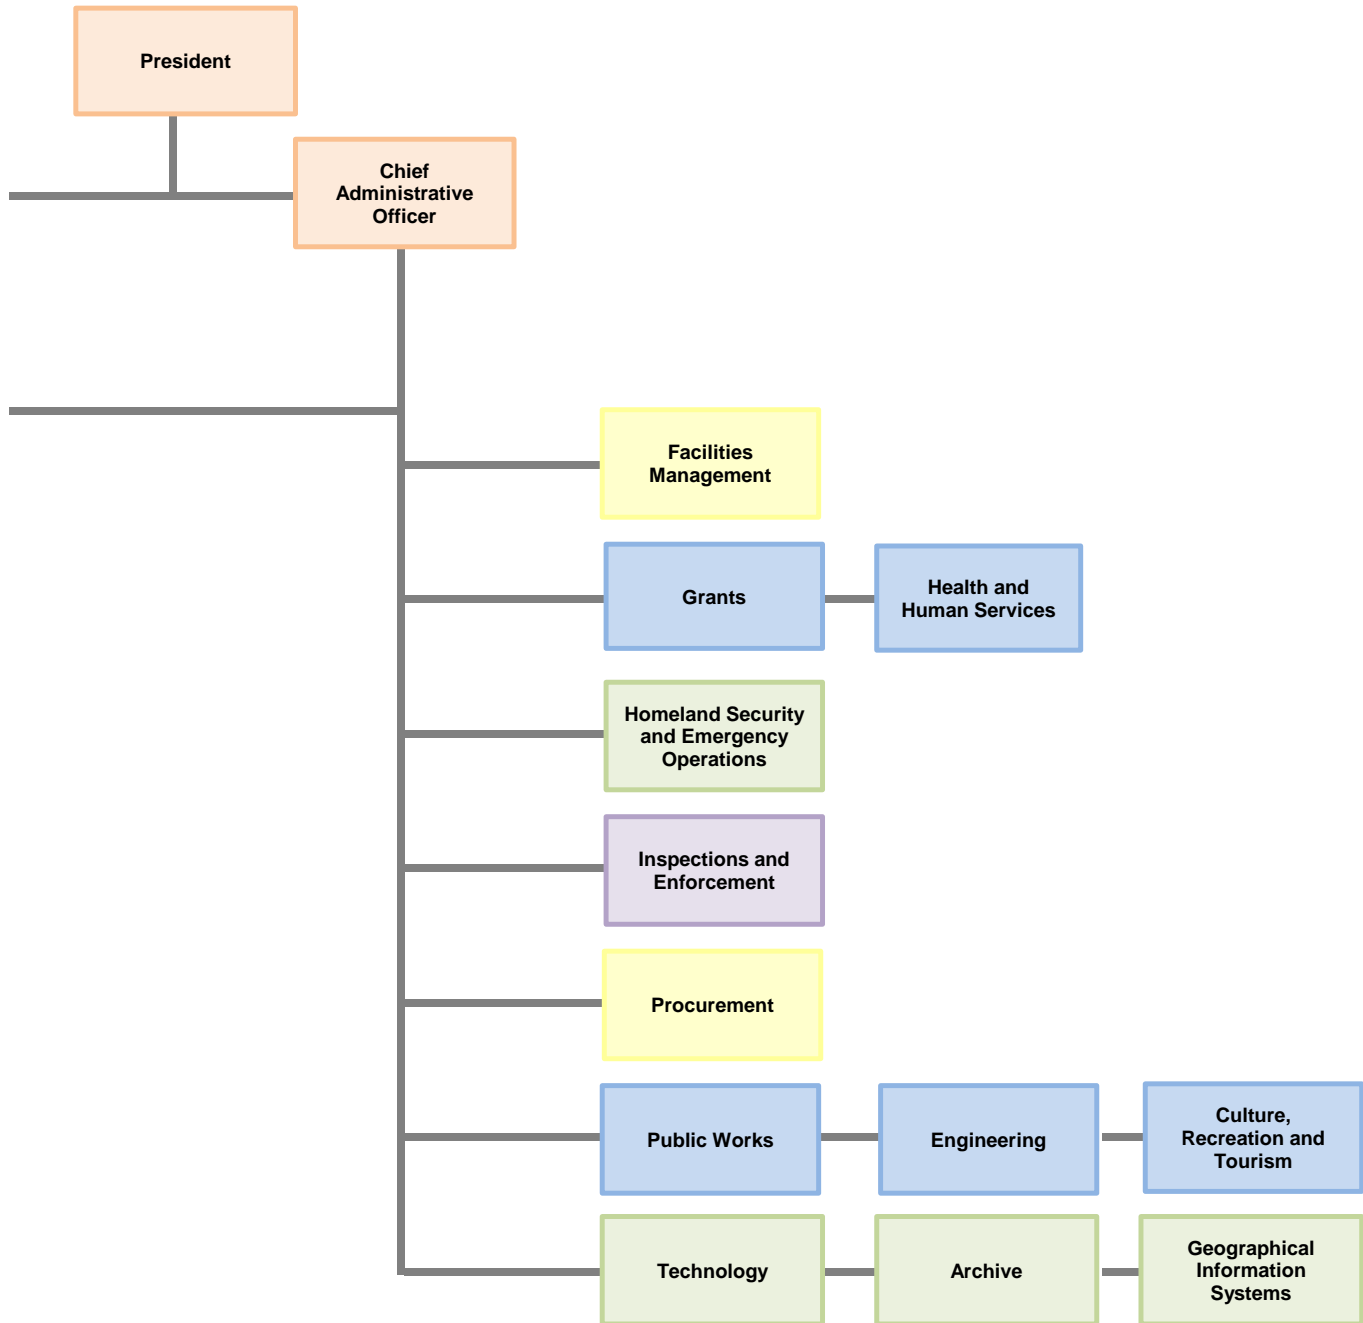 President
Chief
Administrative
Officer
Facilities
Management
Grants
Health and
Human Services
Homeland Security
and Emergency
Operations
Inspections and
Enforcement
Procurement
Public Works
Engineering
Culture,
Recreation and
Tourism
Technology
Archive
Geographical
Information
Systems